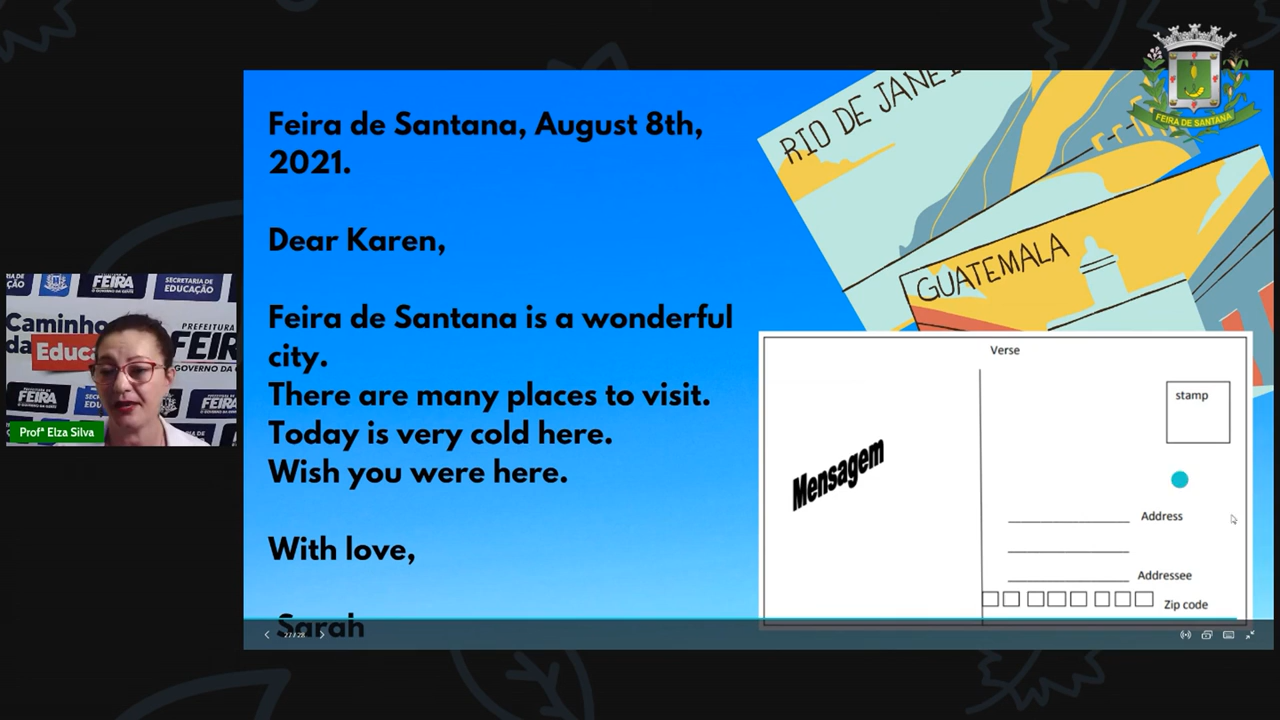 Feira de Santana, August 8th,
2021.
Dear Karen,
Feira de Santana is a wonderful
city.
There are many places to visit.
Today is very cold here.
Wish you were here.
With love,
Sarah
RIO DE JANEI
GUATEMALA
FEIRA DE SANTANA
Verse
stamp
Mensagem
Address
Addressee
Zip code
FEIRA
SECRETARIA DE
EDUCAÇÃO
Caminho
da Educa
PREFEITURA
FEIR
GOVERNO DA
FEIRA
FEIRA
Profª Elza Silva